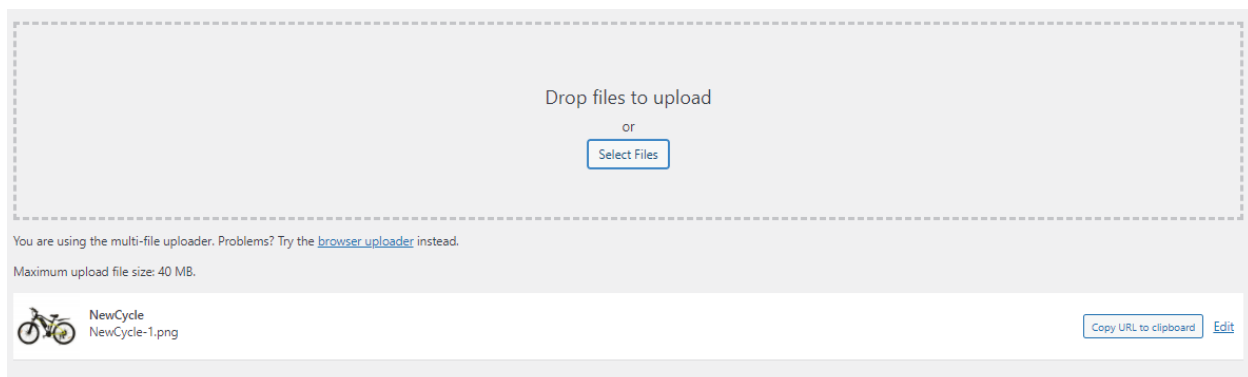 Drop files to upload
or
Select Files
You are using the multi-file uploader. Problems? Try the browser uploader instead.
Maximum upload file size: 40 MB.
NewCycle
NewCycle-1.png
Copy URL to clipboard Edit